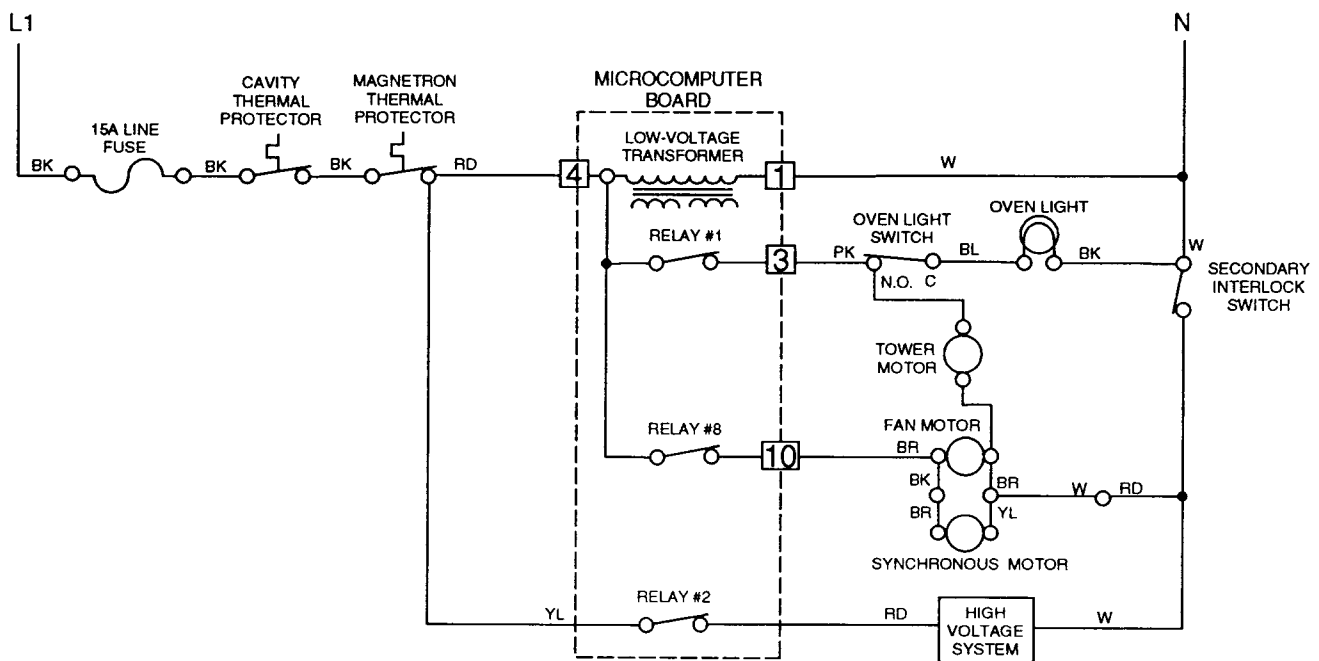 L1
N
CAVITY
THERMAL
PROTECTOR
MAGNETRON
THERMAL
PROTECTOR
MICROCOMPUTER
BOARD
15A LINE
FUSE
LOW-VOLTAGE
TRANSFORMER
BK
BK
BK
RD
4
1
W
OVEN LIGHT
SWITCH
OVEN LIGHT
RELAY #1
3
PK
BL
BK
W
N.O.
C
SECONDARY
INTERLOCK
SWITCH
TOWER
MOTOR
RELAY #8
10
FAN MOTOR
BR
BK
BR
BR
YL
W
RD
SYNCHRONOUS MOTOR
YL
RELAY #2
RD
HIGH
VOLTAGE
SYSTEM
W